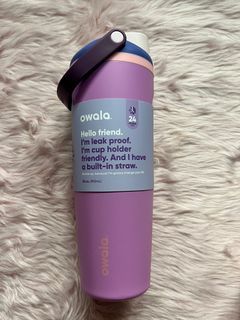 owala
24
Hello friend.
I'm leak proof.
I'm cup holder
friendly. And I have
a built-in straw.
owala